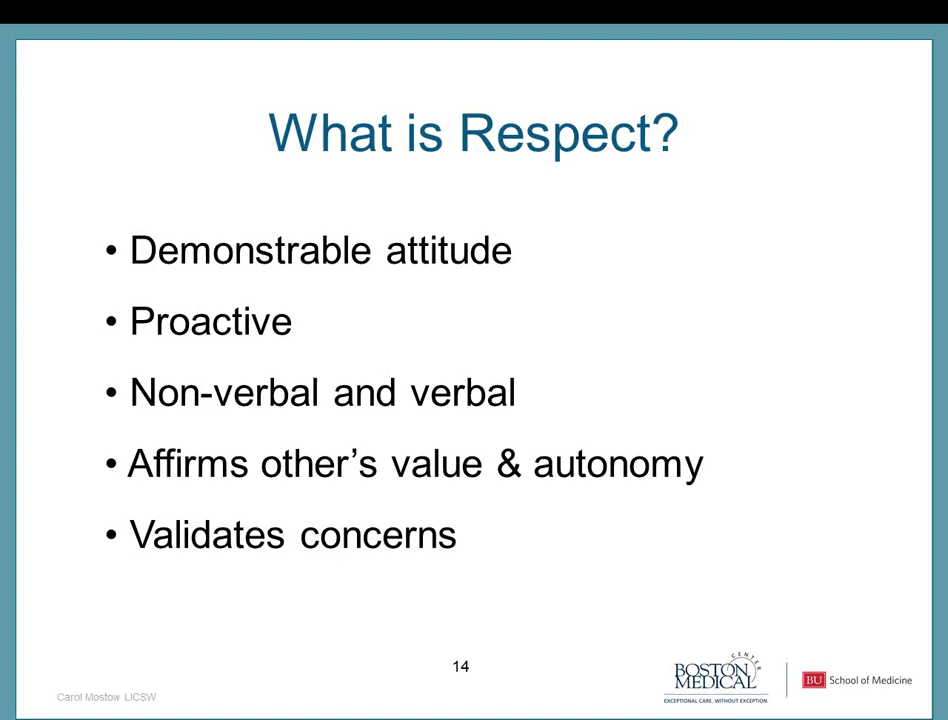 What is Respect?
• Demonstrable attitude
• Proactive
• Non-verbal and verbal
• Affirms other’s value & autonomy
• Validates concerns
14
Carol Mostow LICSW
BOSTON
MEDICAL
CENTER
EXCEPTIONAL CARE. WITHOUT EXCEPTION
BU School of Medicine